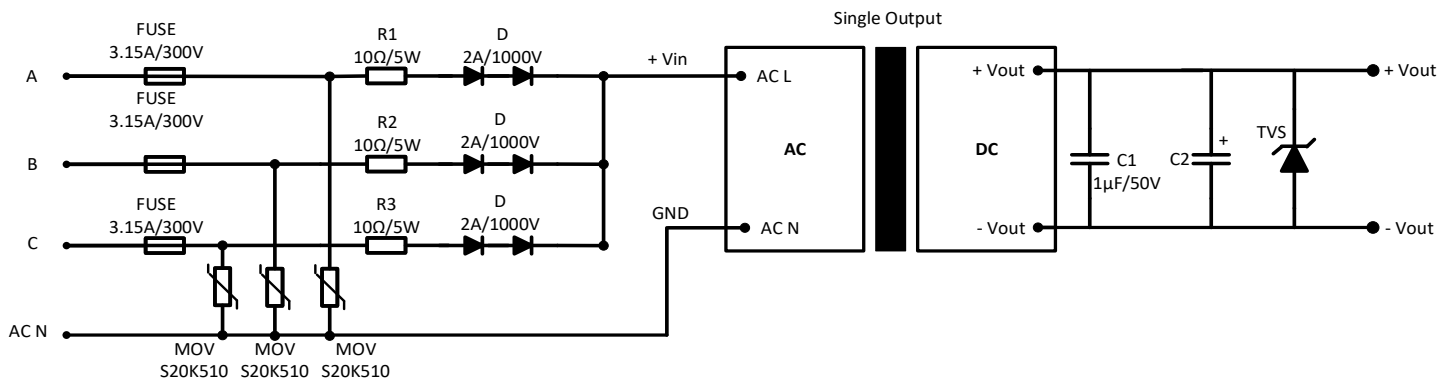 Single Output
FUSE
3.15A/300V
R1
10Ω/5W
D
2A/1000V
A
+ Vin
AC L
+ Vout
+ Vout
FUSE
3.15A/300V
R2
10Ω/5W
D
2A/1000V
B
AC
DC
C1
1µF/50V
C2
+
TVS
FUSE
3.15A/300V
R3
10Ω/5W
D
2A/1000V
C
GND
AC N
- Vout
- Vout
AC N
MOV
S20K510
MOV
S20K510
MOV
S20K510